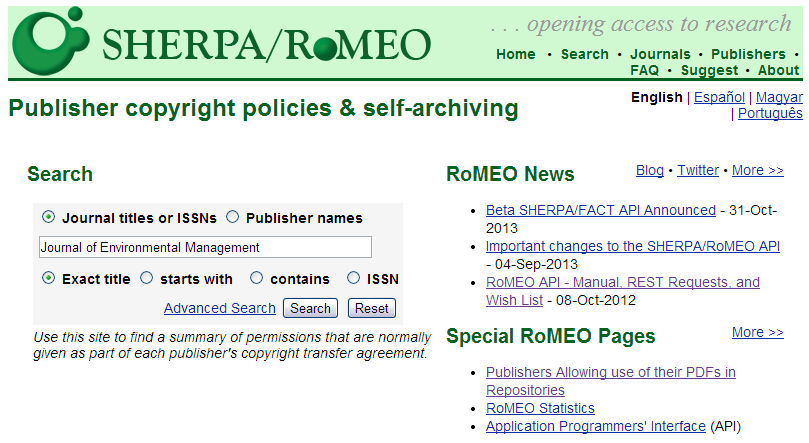 SHERPA/RoMEO
. . . opening access to research
Home • Search • Journals • Publishers •
FAQ • Suggest • About
Publisher copyright policies & self-archiving
English | Español | Magyar
| Português
Search
Journal titles or ISSNs Publisher names
Journal of Environmental Management
Exact title starts with contains ISSN
Advanced Search Search Reset
Use this site to find a summary of permissions that are normally
given as part of each publisher's copyright transfer agreement.
RoMEO News
Blog • Twitter • More >>
• Beta SHERPA/FACT API Announced - 31-Oct-
2013
• Important changes to the SHERPA/RoMEO API
- 04-Sep-2013
• RoMEO API - Manual, REST Requests, and
Wish List - 08-Oct-2012
Special RoMEO Pages
More >>
• Publishers Allowing use of their PDFs in
Repositories
• RoMEO Statistics
• Application Programmers' Interface (API)